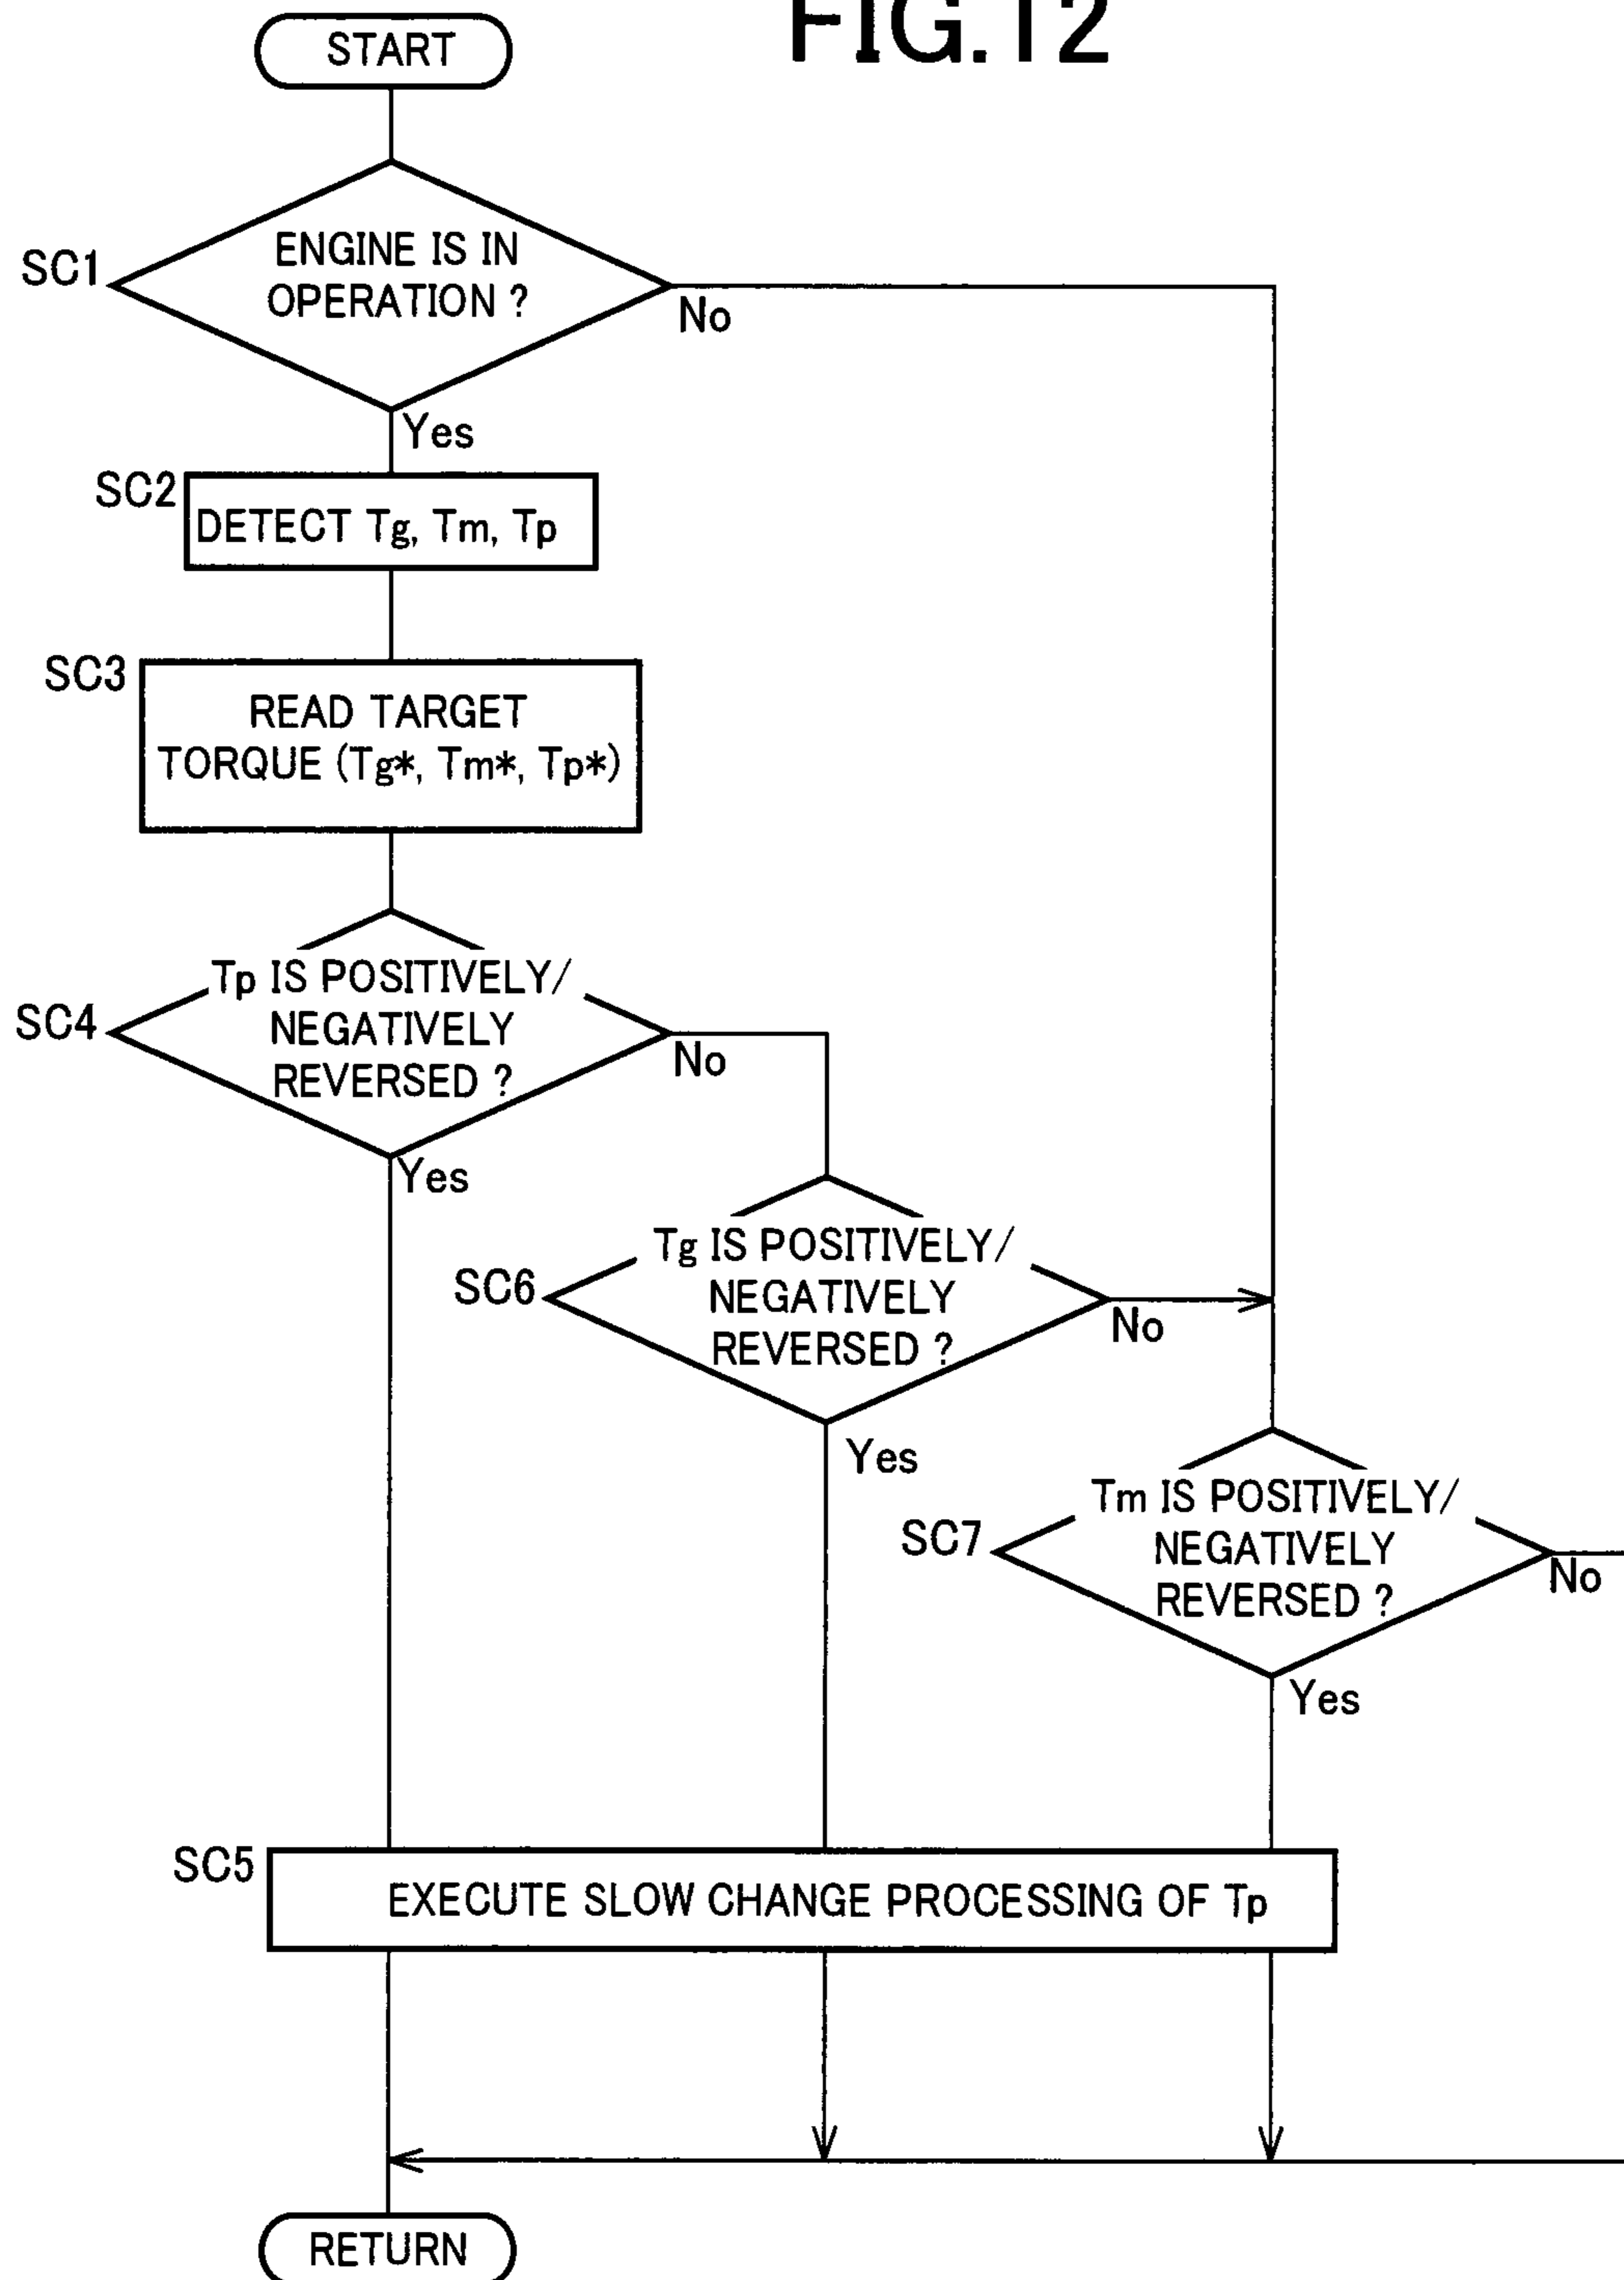 FIG.12
START
SC1
ENGINE IS IN
OPERATION ?
No
Yes
SC2
DETECT Tg, Tm, Tp
SC3
READ TARGET
TORQUE (Tg*, Tm*, Tp*)
SC4
Tp IS POSITIVELY/
NEGATIVELY
REVERSED ?
No
Yes
SC6
Tg IS POSITIVELY/
NEGATIVELY
REVERSED ?
No
Yes
SC7
Tm IS POSITIVELY/
NEGATIVELY
REVERSED ?
No
Yes
SC5
EXECUTE SLOW CHANGE PROCESSING OF Tp
RETURN